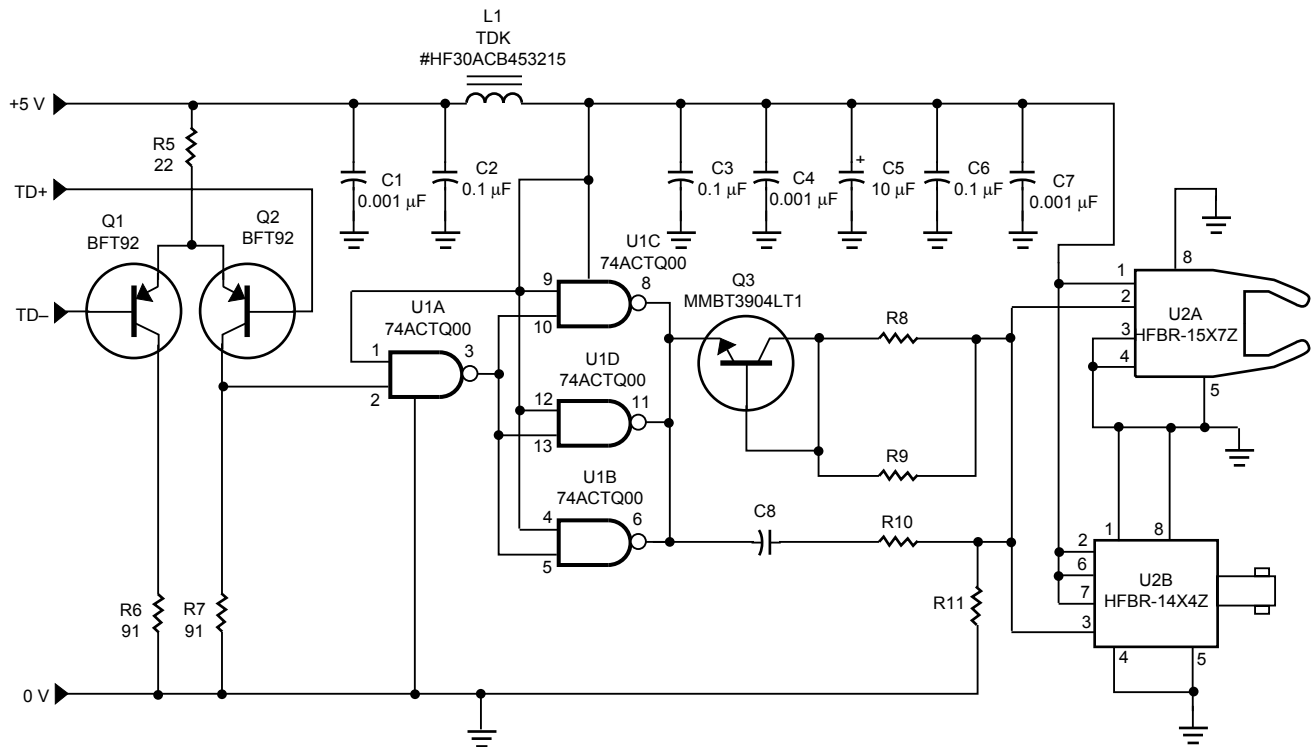 L1
TDK
#HF30ACB453215
+5 V
R5
22
C1
0.001 µF
C2
0.1 µF
C3
0.1 µF
C4
0.001 µF
+
C5
10 µF
C6
0.1 µF
C7
0.001 µF
TD+
Q1
BFT92
Q2
BFT92
TD–
U1A
74ACTQ00
1
2
3
U1C
74ACTQ00
9
10
8
U1D
74ACTQ00
12
13
11
U1B
74ACTQ00
4
5
6
Q3
MMBT3904LT1
R8
R9
C8
R10
R11
8
1
2
3
4
U2A
HFBR-15X7Z
5
1
8
2
6
7
3
U2B
HFBR-14X4Z
4
5
R6
91
R7
91
0 V